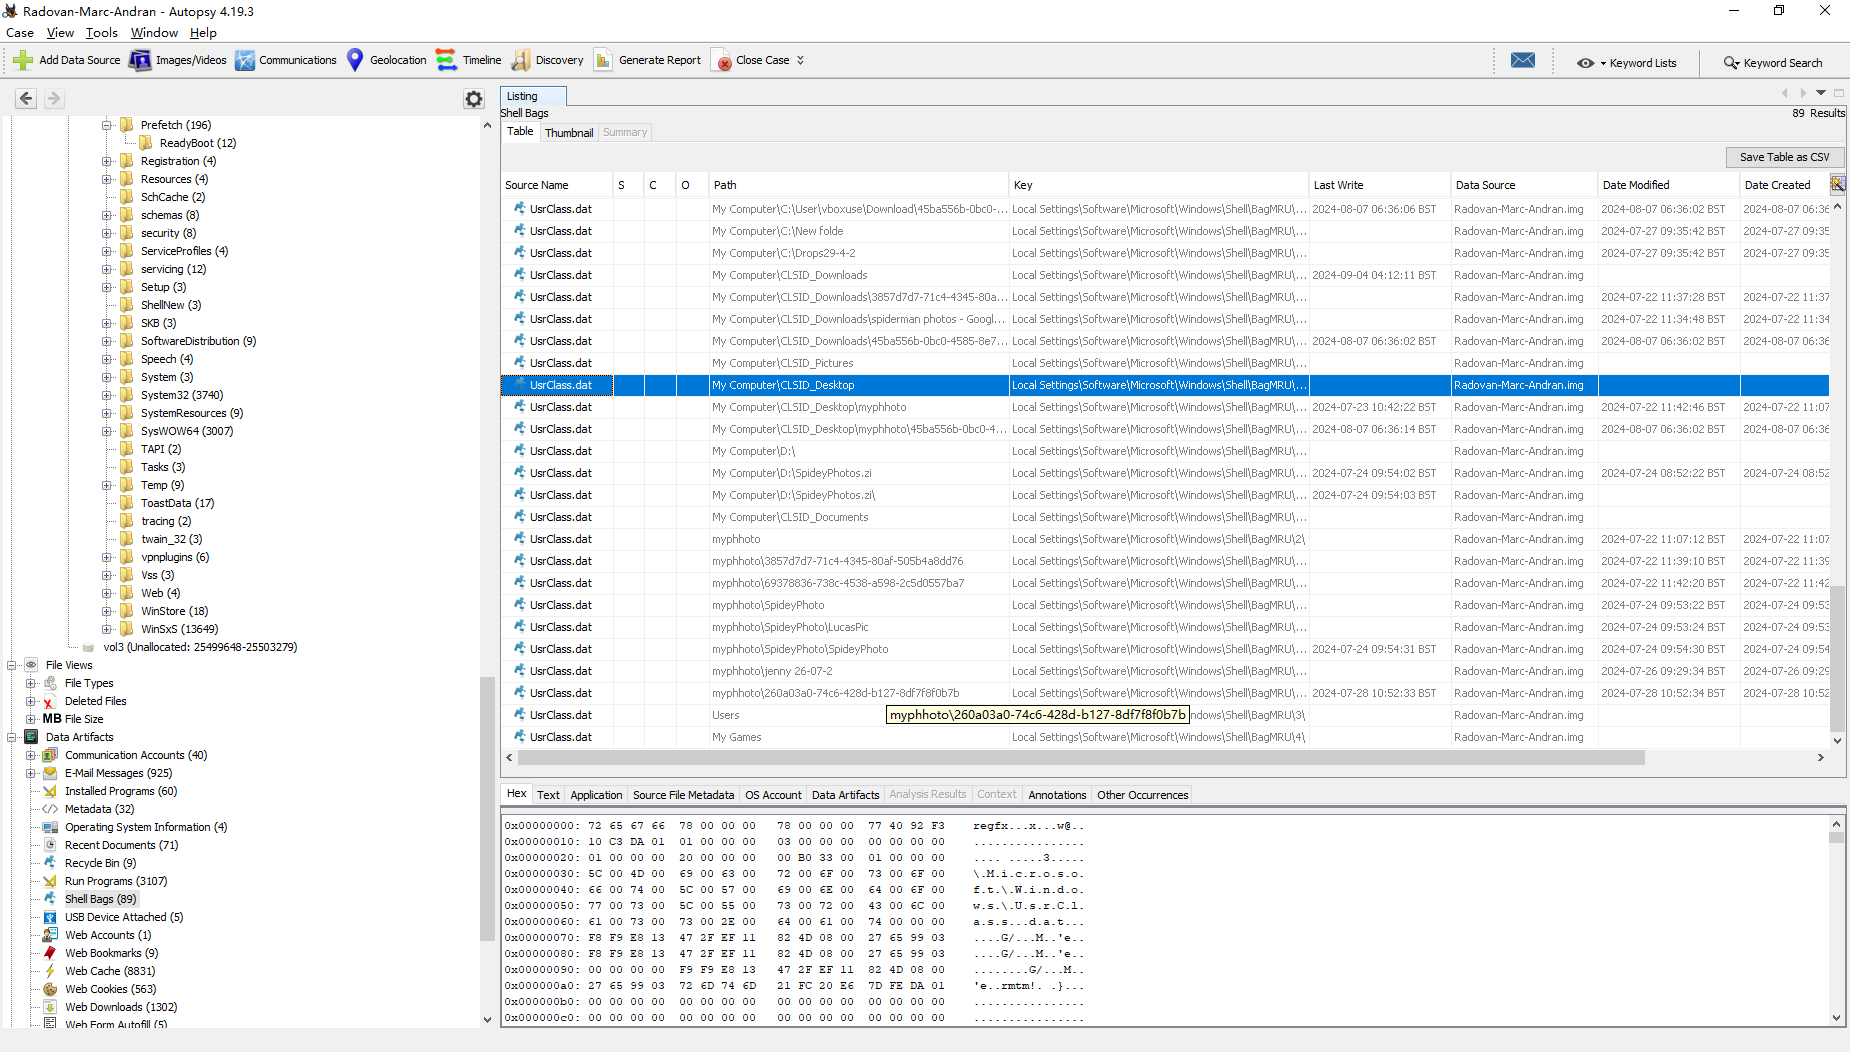 Radovan-Marc-Andran - Autopsy 4.19.3
Case View Tools Window Help
Add Data Source Images/Videos Communications Geolocation Timeline Discovery Generate Report Close Case Keyword Lists Keyword Search
Prefetch (196)
ReadyBoot (12)
Registration (4)
Resources (4)
SchCache (2)
schemas (8)
security (8)
ServiceProfiles (4)
servicing (12)
Setup (3)
ShellNew (3)
SKB (3)
SoftwareDistribution (9)
Speech (4)
System (3)
System32 (3740)
SystemResources (9)
SysWOW64 (3007)
TAPI (2)
Tasks (3)
Temp (9)
ToastData (17)
tracing (2)
twain_32 (3)
vpnplugins (6)
Vss (3)
Web (4)
WinStore (18)
WinSxS (13649)
vol3 (Unallocated: 25499648-25503279)
File Views
File Types
Deleted Files
MB File Size
Data Artifacts
Communication Accounts (40)
E-Mail Messages (925)
Installed Programs (60)
Metadata (32)
Operating System Information (4)
Recent Documents (71)
Recycle Bin (9)
Run Programs (3107)
Shell Bags (89)
USB Device Attached (5)
Web Accounts (1)
Web Bookmarks (9)
Web Cache (8831)
Web Cookies (563)
Web Downloads (1302)
Web Form Autofill (5)
Listing
Shell Bags 89 Results
Table Thumbnail Summary
Save Table as CSV
Source Name S C O Path Key Last Write Data Source Date Modified Date Created
UsrClass.dat My Computer\C:\User\vboxuse\Download\45ba556b-0bc0-... Local Settings\Software\Microsoft\Windows\Shell\BagMRU\... 2024-08-07 06:36:06 BST Radovan-Marc-Andran.img 2024-08-07 06:36:02 BST 2024-08-07 06:36
UsrClass.dat My Computer\C:\New folde Local Settings\Software\Microsoft\Windows\Shell\BagMRU\... Radovan-Marc-Andran.img 2024-07-27 09:35:42 BST 2024-07-27 09:35
UsrClass.dat My Computer\C:\Drops29-4-2 Local Settings\Software\Microsoft\Windows\Shell\BagMRU\... Radovan-Marc-Andran.img 2024-07-27 09:35:42 BST 2024-07-27 09:35
UsrClass.dat My Computer\CLSID_Downloads Local Settings\Software\Microsoft\Windows\Shell\BagMRU\... 2024-09-04 04:12:11 BST Radovan-Marc-Andran.img
UsrClass.dat My Computer\CLSID_Downloads\3857d7d7-71c4-4345-80a... Local Settings\Software\Microsoft\Windows\Shell\BagMRU\... Radovan-Marc-Andran.img 2024-07-22 11:37:28 BST 2024-07-22 11:37
UsrClass.dat My Computer\CLSID_Downloads\spiderman photos - Googl... Local Settings\Software\Microsoft\Windows\Shell\BagMRU\... Radovan-Marc-Andran.img 2024-07-22 11:34:48 BST 2024-07-22 11:34
UsrClass.dat My Computer\CLSID_Downloads\45ba556b-0bc0-4585-8e7... Local Settings\Software\Microsoft\Windows\Shell\BagMRU\... 2024-08-07 06:36:02 BST Radovan-Marc-Andran.img 2024-08-07 06:36:02 BST 2024-08-07 06:36
UsrClass.dat My Computer\CLSID_Pictures Local Settings\Software\Microsoft\Windows\Shell\BagMRU\... Radovan-Marc-Andran.img
UsrClass.dat My Computer\CLSID_Desktop Local Settings\Software\Microsoft\Windows\Shell\BagMRU\... Radovan-Marc-Andran.img
UsrClass.dat My Computer\CLSID_Desktop\myphhoto Local Settings\Software\Microsoft\Windows\Shell\BagMRU\... 2024-07-23 10:42:22 BST Radovan-Marc-Andran.img 2024-07-22 11:42:46 BST 2024-07-22 11:07
UsrClass.dat My Computer\CLSID_Desktop\myphhoto\45ba556b-0bc0-4... Local Settings\Software\Microsoft\Windows\Shell\BagMRU\... 2024-08-07 06:36:14 BST Radovan-Marc-Andran.img 2024-08-07 06:36:02 BST 2024-08-07 06:36
UsrClass.dat My Computer\D:\ Local Settings\Software\Microsoft\Windows\Shell\BagMRU\... Radovan-Marc-Andran.img
UsrClass.dat My Computer\D:\SpideyPhotos.zi Local Settings\Software\Microsoft\Windows\Shell\BagMRU\... 2024-07-24 09:54:02 BST Radovan-Marc-Andran.img 2024-07-24 08:52:22 BST 2024-07-24 08:52
UsrClass.dat My Computer\D:\SpideyPhotos.zi\ Local Settings\Software\Microsoft\Windows\Shell\BagMRU\... 2024-07-24 09:54:03 BST Radovan-Marc-Andran.img
UsrClass.dat My Computer\CLSID_Documents Local Settings\Software\Microsoft\Windows\Shell\BagMRU\... Radovan-Marc-Andran.img
UsrClass.dat myphhoto Local Settings\Software\Microsoft\Windows\Shell\BagMRU\2\ Radovan-Marc-Andran.img 2024-07-22 11:07:12 BST 2024-07-22 11:07
UsrClass.dat myphhoto\3857d7d7-71c4-4345-80af-505b4a8dd76 Local Settings\Software\Microsoft\Windows\Shell\BagMRU\... Radovan-Marc-Andran.img 2024-07-22 11:39:10 BST 2024-07-22 11:39
UsrClass.dat myphhoto\69378836-738c-4538-a598-2c5d0557ba7 Local Settings\Software\Microsoft\Windows\Shell\BagMRU\... Radovan-Marc-Andran.img 2024-07-22 11:42:20 BST 2024-07-22 11:42
UsrClass.dat myphhoto\SpideyPhoto Local Settings\Software\Microsoft\Windows\Shell\BagMRU\... Radovan-Marc-Andran.img 2024-07-24 09:53:22 BST 2024-07-24 09:53
UsrClass.dat myphhoto\SpideyPhoto\LucasPic Local Settings\Software\Microsoft\Windows\Shell\BagMRU\... Radovan-Marc-Andran.img 2024-07-24 09:53:24 BST 2024-07-24 09:53
UsrClass.dat myphhoto\SpideyPhoto\SpideyPhoto Local Settings\Software\Microsoft\Windows\Shell\BagMRU\... 2024-07-24 09:54:31 BST Radovan-Marc-Andran.img 2024-07-24 09:54:30 BST 2024-07-24 09:54
UsrClass.dat myphhoto\jenny 26-07-2 Local Settings\Software\Microsoft\Windows\Shell\BagMRU\... Radovan-Marc-Andran.img 2024-07-26 09:29:34 BST 2024-07-26 09:29
UsrClass.dat myphhoto\260a03a0-74c6-428d-b127-8df7f8f0b7b Local Settings\Software\Microsoft\Windows\Shell\BagMRU\... 2024-07-28 10:52:33 BST Radovan-Marc-Andran.img 2024-07-28 10:52:34 BST 2024-07-28 10:52
UsrClass.dat Users myphhoto\260a03a0-74c6-428d-b127-8df7f8f0b7b ndows\Shell\BagMRU\3\ Radovan-Marc-Andran.img
UsrClass.dat My Games Local Settings\Software\Microsoft\Windows\Shell\BagMRU\4\ Radovan-Marc-Andran.img
Hex Text Application Source File Metadata OS Account Data Artifacts Analysis Results Context Annotations Other Occurrences
0x00000000: 72 65 67 66 78 00 00 00 78 00 00 00 77 40 92 F3 regfx...x...w@..
0x00000010: 10 C3 DA 01 01 00 00 00 03 00 00 00 00 00 00 00 ................
0x00000020: 01 00 00 00 20 00 00 00 00 B0 33 00 01 00 00 00 .... .....3.....
0x00000030: 5C 00 4D 00 69 00 63 00 72 00 6F 00 73 00 6F 00 \.M.i.c.r.o.s.o.
0x00000040: 66 00 74 00 5C 00 57 00 69 00 6E 00 64 00 6F 00 f.t.\.W.i.n.d.o.
0x00000050: 77 00 73 00 5C 00 55 00 73 00 72 00 43 00 6C 00 w.s.\.U.s.r.C.l.
0x00000060: 61 00 73 00 73 00 2E 00 64 00 61 00 74 00 00 00 a.s.s...d.a.t...
0x00000070: F8 F9 E8 13 47 2F EF 11 82 4D 08 00 27 65 99 03 ....G/...M..'e..
0x00000080: F8 F9 E8 13 47 2F EF 11 82 4D 08 00 27 65 99 03 ....G/...M..'e..
0x00000090: 00 00 00 00 F9 F9 E8 13 47 2F EF 11 82 4D 08 00 ........G/...M..
0x000000a0: 27 65 99 03 72 6D 74 6D 21 FC 20 E6 7D FE DA 01 'e..rmtm!. .}...
0x000000b0: 00 00 00 00 00 00 00 00 00 00 00 00 00 00 00 00 ................
0x000000c0: 00 00 00 00 00 00 00 00 00 00 00 00 00 00 00 00 ................